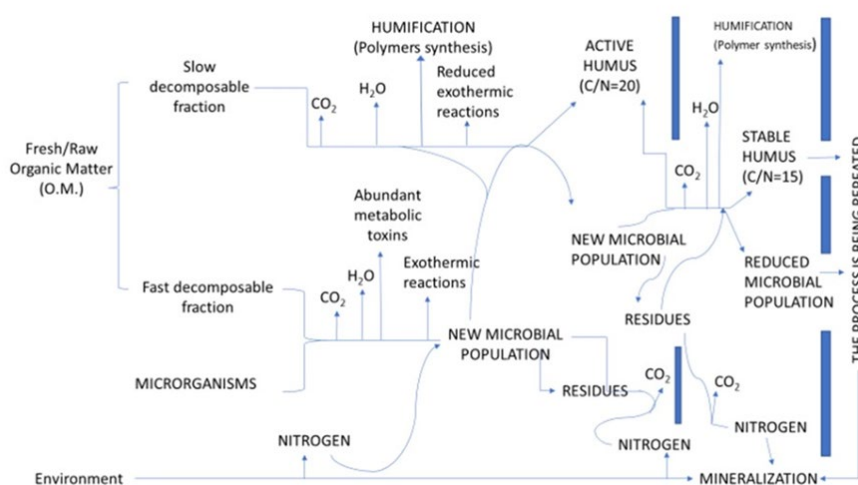 HUMIFICATION
(Polymers synthesis)
HUMIFICATION
(Polymer synthesis)
ACTIVE
HUMUS
(C/N=20)
Slow
decomposable
fraction
CO2
H2O
Reduced
exothermic
reactions
H2O
STABLE
HUMUS
(C/N=15)
Fresh/Raw
Organic Matter
(O.M.)
CO2
Abundant
metabolic
toxins
NEW MICROBIAL
POPULATION
REDUCED
MICROBIAL
POPULATION
THE PROCESS IS BEING REPEATED
Fast decomposable
fraction
CO2
H2O
Exothermic
reactions
RESIDUES
NEW MICROBIAL
POPULATION
MICRORGANISMS
RESIDUES
CO2
CO2
NITROGEN
NITROGEN
NITROGEN
Environment
MINERALIZATION